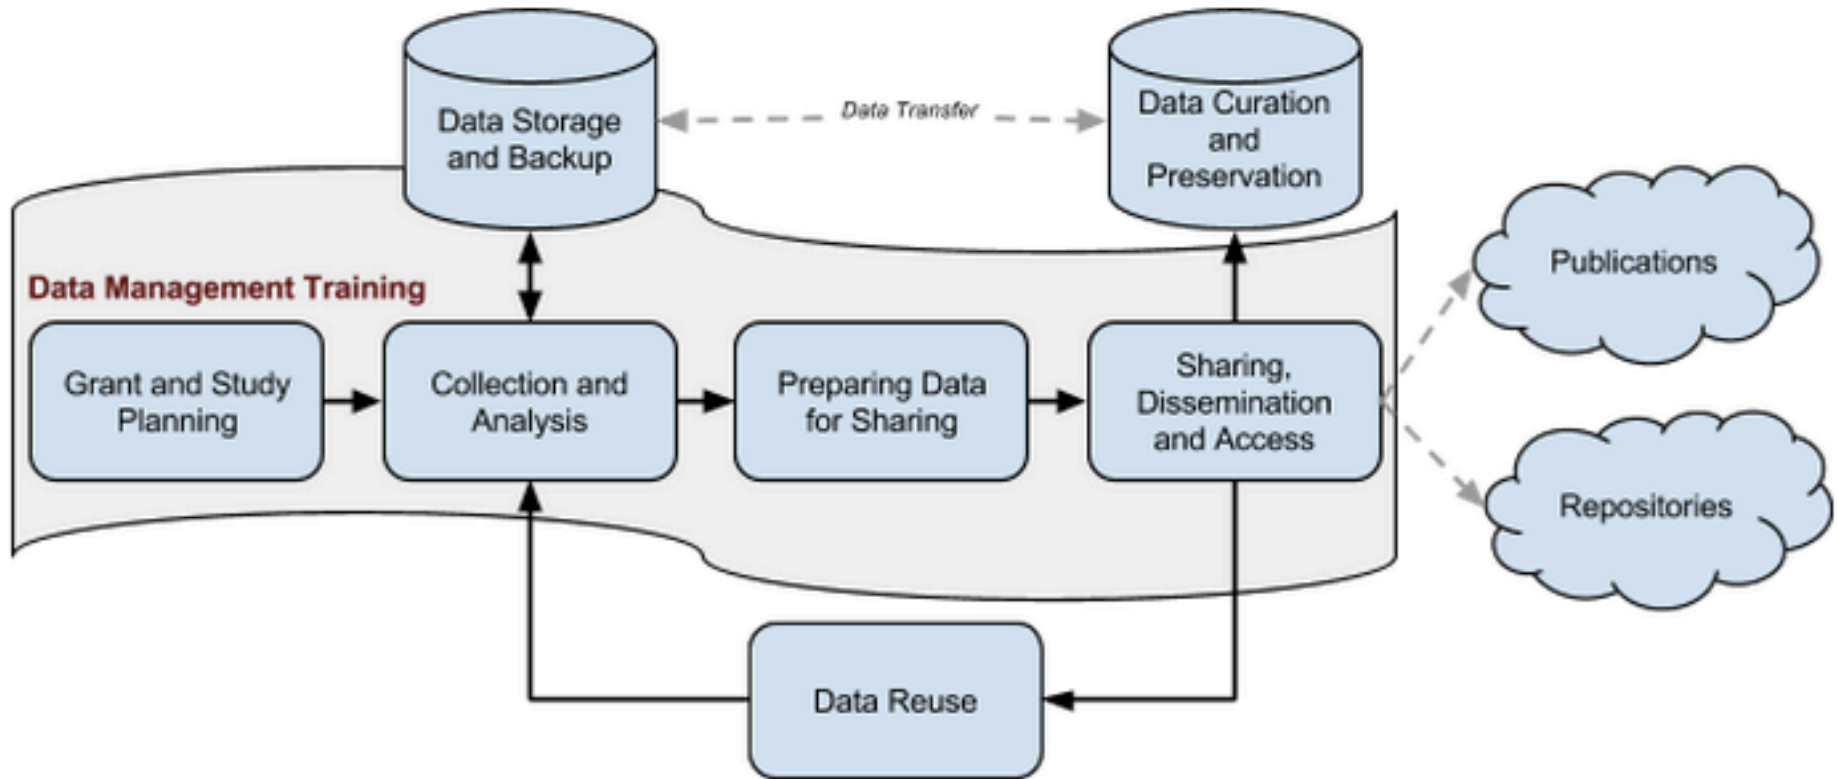 Data Storage
and Backup
Data Transfer
Data Curation
and
Preservation
Publications
Data Management Training
Grant and Study
Planning
Collection and
Analysis
Preparing Data
for Sharing
Sharing,
Dissemination
and Access
Repositories
Data Reuse